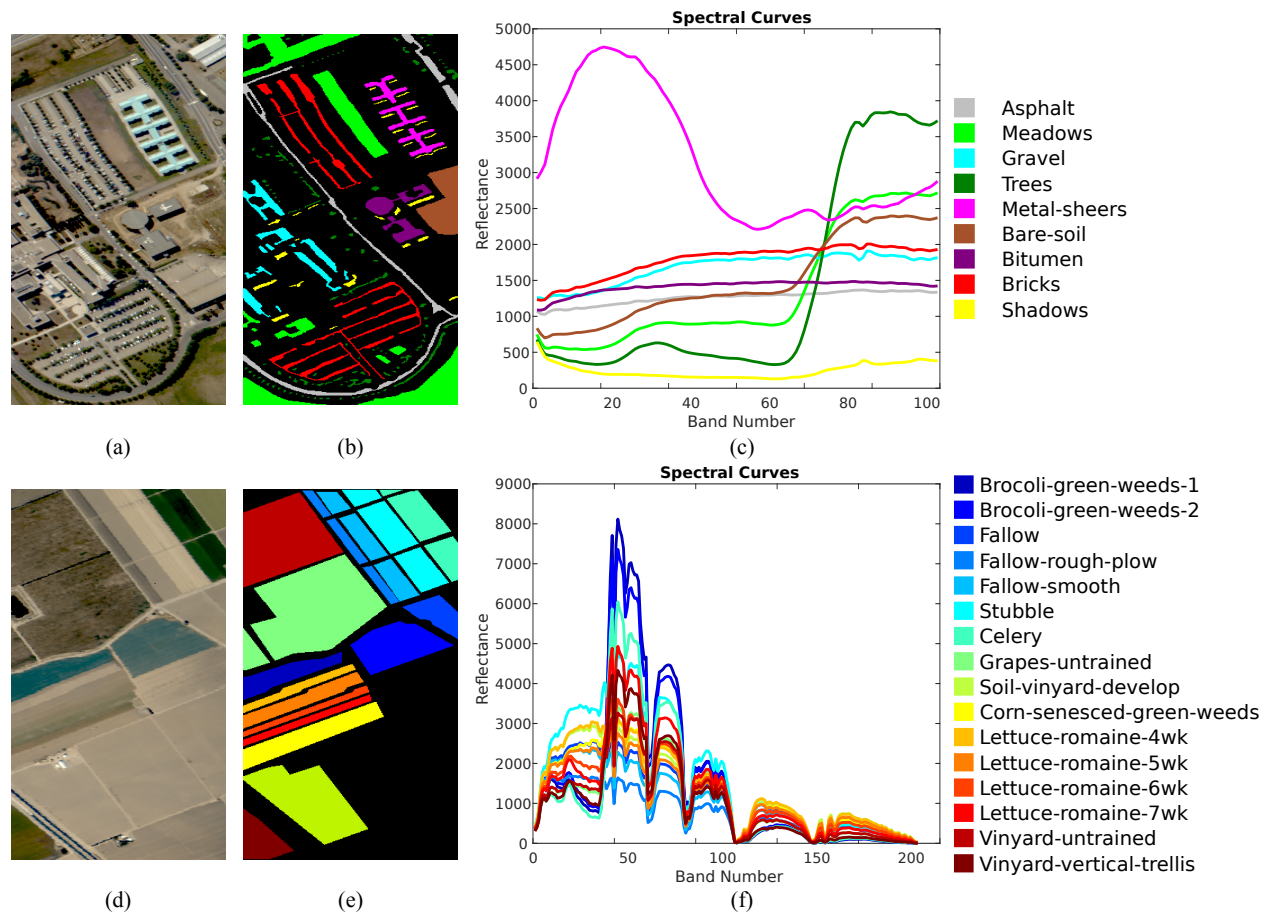 Spectral Curves
5000
4500
4000
3500
3000
2500
2000
1500
1000
500
0
Reflectance
0 20 40 60 80 100
Band Number
Asphalt
Meadows
Gravel
Trees
Metal-sheers
Bare-soil
Bitumen
Bricks
Shadows
(a) (b) (c)
Spectral Curves
9000
8000
7000
6000
5000
4000
3000
2000
1000
0
Reflectance
0 50 100 150 200
Band Number
Brocoli-green-weeds-1
Brocoli-green-weeds-2
Fallow
Fallow-rough-plow
Fallow-smooth
Stubble
Celery
Grapes-untrained
Soil-vinyard-develop
Corn-senesced-green-weeds
Lettuce-romaine-4wk
Lettuce-romaine-5wk
Lettuce-romaine-6wk
Lettuce-romaine-7wk
Vinyard-untrained
Vinyard-vertical-trellis
(d) (e) (f)